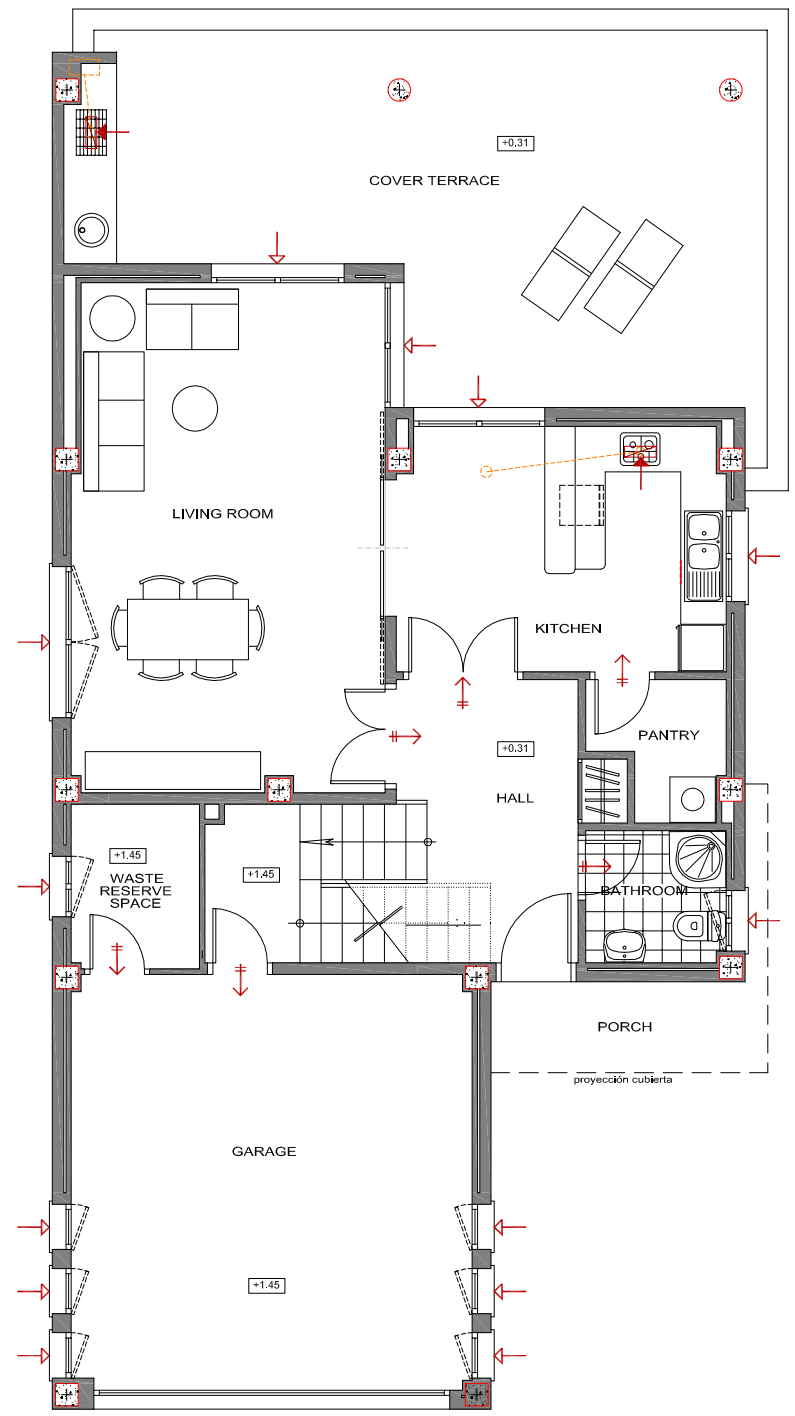 +0,31
COVER TERRACE
LIVING ROOM
KITCHEN
PANTRY
+0.31
HALL
+1.45
WASTE
RESERVE
SPACE
+1.45
BATHROOM
PORCH
proyección cubierta
GARAGE
+1.45